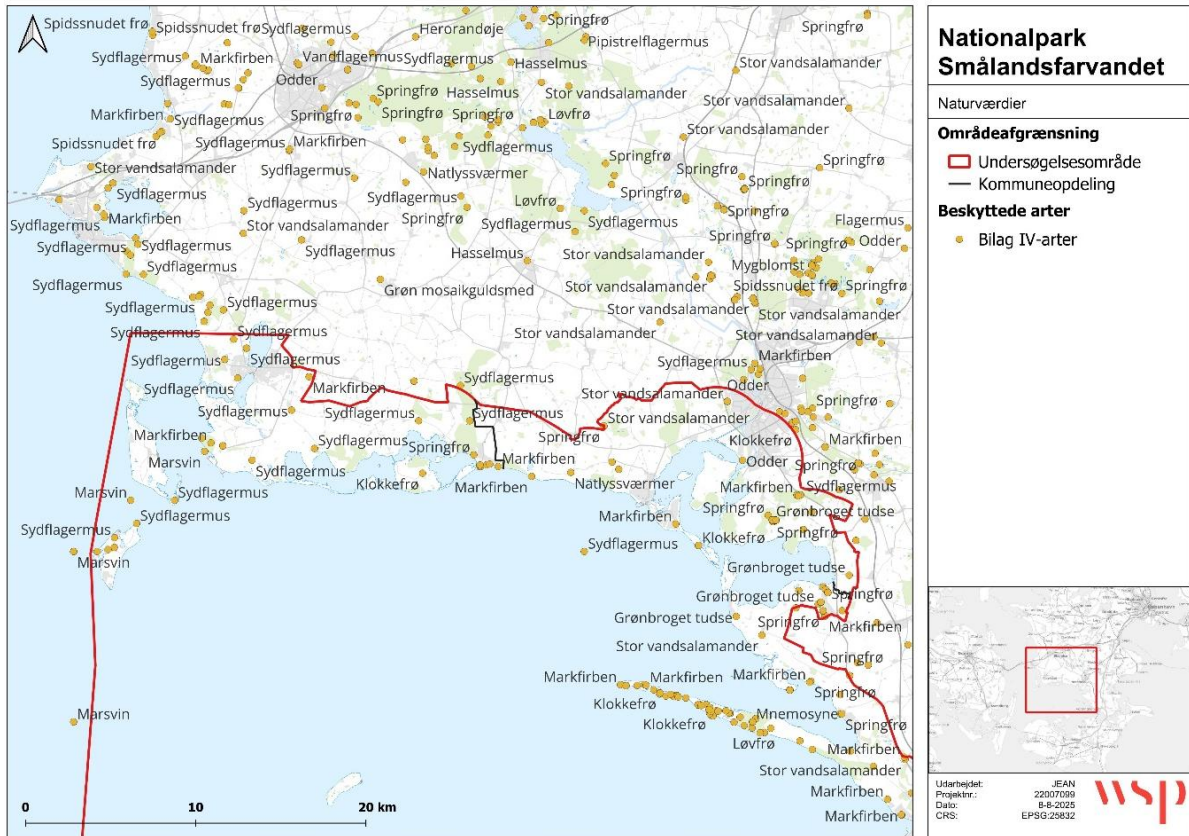 Spidssnudet frø
Spidssnudet frø
Sydflagermus
Herorandøje
Springfrø
Springfrø
Sydflagermus
Markfirben
Vandflagermus
Sydflagermus
Pipistrelflagermus
Hasselmus
Stor vandsalamander
Sydflagermus
Odder
Hasselmus
Stor vandsalamander
Stor vandsalamander
Markfirben
Sydflagermus
Springfrø
Springfrø
Springfrø
Løvfrø
Stor vandsalamander
Spidssnudet frø
Sydflagermus
Markfirben
Sydflagermus
Stor vandsalamander
Springfrø
Springfrø
Sydflagermus
Sydflagermus
Natlyssværmer
Springfrø
Springfrø
Sydflagermus
Sydflagermus
Løvfrø
Springfrø
Markfirben
Sydflagermus
Stor vandsalamander
Springfrø
Sydflagermus
Flagermus
Sydflagermus
Sydflagermus
Hasselmus
Stor vandsalamander
Springfrø
Springfrø
Odder
Sydflagermus
Mygblomst
Sydflagermus
Grøn mosaikguldsmed
Stor vandsalamander
Spidssnudet frø
Springfrø
Sydflagermus
Stor vandsalamander
Stor vandsalamander
Sydflagermus
Sydflagermus
Stor vandsalamander
Stor vandsalamander
Sydflagermus
Sydflagermus
Sydflagermus
Markfirben
Sydflagermus
Markfirben
Sydflagermus
Odder
Stor vandsalamander
Sydflagermus
Sydflagermus
Sydflagermus
Stor vandsalamander
Springfrø
Markfirben
Sydflagermus
Springfrø
Springfrø
Klokkefrø
Markfirben
Marsvin
Sydflagermus
Markfirben
Odder
Springfrø
Klokkefrø
Markfirben
Natlyssværmer
Markfirben
Sydflagermus
Marsvin
Sydflagermus
Sydflagermus
Markfirben
Springfrø
Grønbroget tudse
Sydflagermus
Klokkefrø
Springfrø
Sydflagermus
Marsvin
Grønbroget tudse
Grønbroget tudse
Springfrø
Grønbroget tudse
Springfrø
Markfirben
Stor vandsalamander
Springfrø
Markfirben
Markfirben
Markfirben
Springfrø
Klokkefrø
Klokkefrø
Mnemosyne
Springfrø
Marsvin
Løvfrø
Markfirben
Stor vandsalamander
Markfirben
Markfirben
0 10 20 km
Nationalpark
Smålandsfarvandet
Naturværdier
Områdeafgrænsning
Undersøgelsesområde
Kommuneopdeling
Beskyttede arter
Bilag IV-arter
Udarbejdet: JEAN
Projektnr.: 22007099
Dato: 8-8-2025
CRS: EPSG:25832
wsp